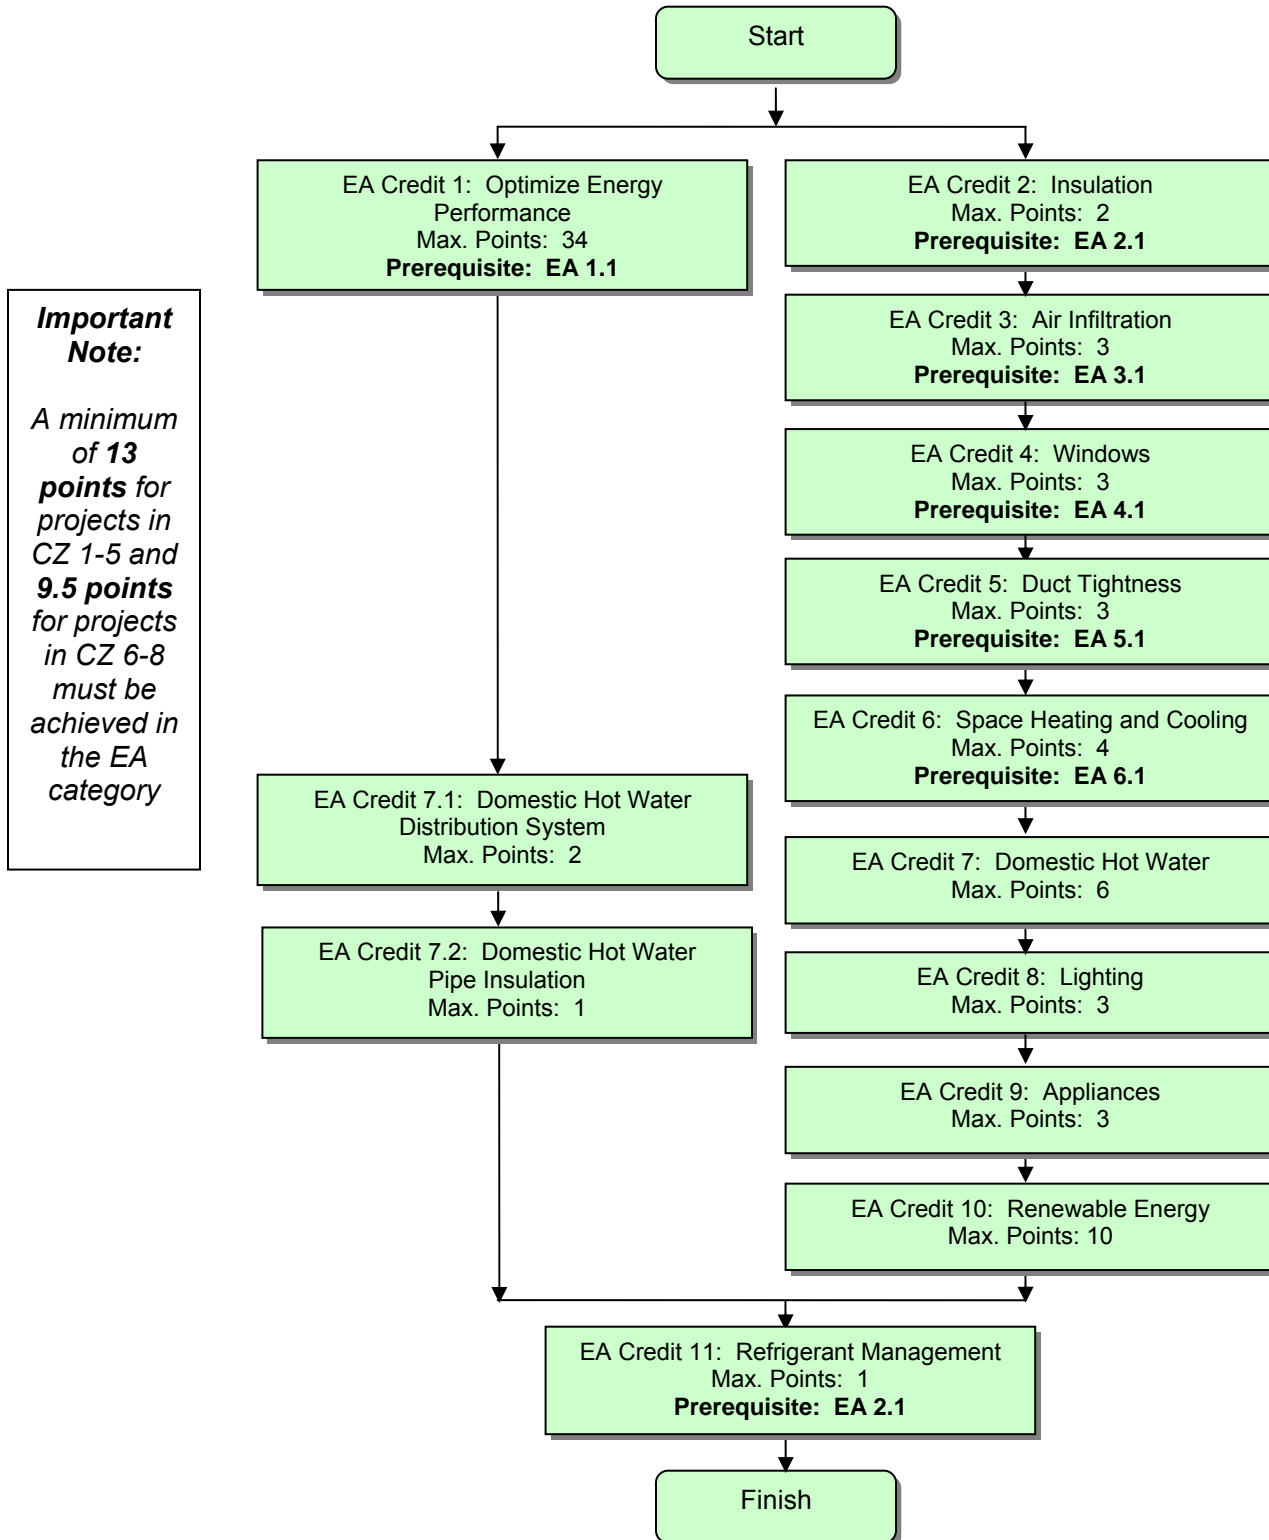 Start
EA Credit 1:  Optimize Energy
Performance
Max. Points:  34
Prerequisite:  EA 1.1
EA Credit 2:  Insulation
Max. Points:  2
Prerequisite:  EA 2.1
EA Credit 3:  Air Infiltration
Max. Points:  3
Prerequisite:  EA 3.1
Important
Note:
A minimum
of 13
points for
projects in
CZ 1-5 and
9.5 points
for projects
in CZ 6-8
must be
achieved in
the EA
category
EA Credit 4:  Windows
Max. Points:  3
Prerequisite:  EA 4.1
EA Credit 5:  Duct Tightness
Max. Points:  3
Prerequisite:  EA 5.1
EA Credit 6:  Space Heating and Cooling
Max. Points:  4
Prerequisite:  EA 6.1
EA Credit 7.1:  Domestic Hot Water
Distribution System
Max. Points:  2
EA Credit 7:  Domestic Hot Water
Max. Points:  6
EA Credit 7.2:  Domestic Hot Water
Pipe Insulation
Max. Points:  1
EA Credit 8:  Lighting
Max. Points:  3
EA Credit 9:  Appliances
Max. Points:  3
EA Credit 10:  Renewable Energy
Max. Points: 10
EA Credit 11:  Refrigerant Management
Max. Points:  1
Prerequisite:  EA 2.1
Finish